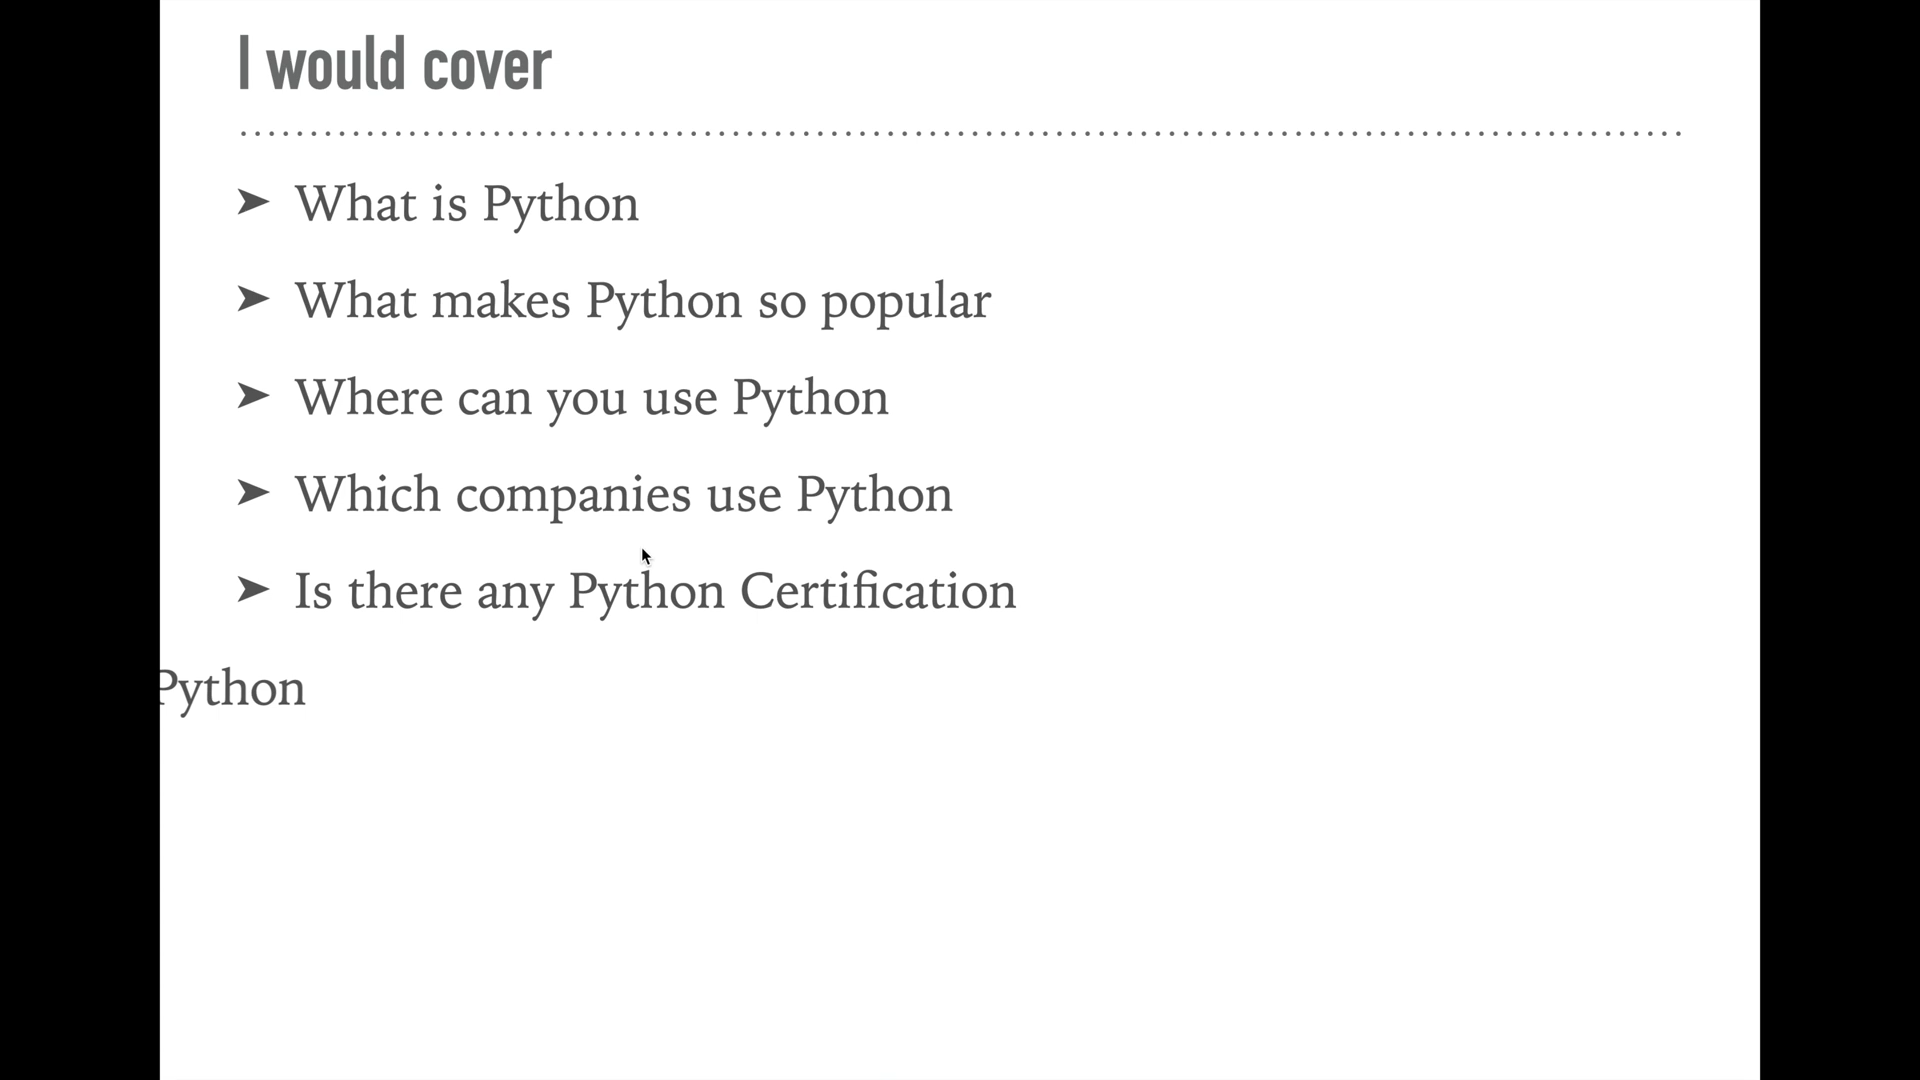 I would cover
➤ What is Python
➤ What makes Python so popular
➤ Where can you use Python
➤ Which companies use Python
➤ Is there any Python Certification
Python